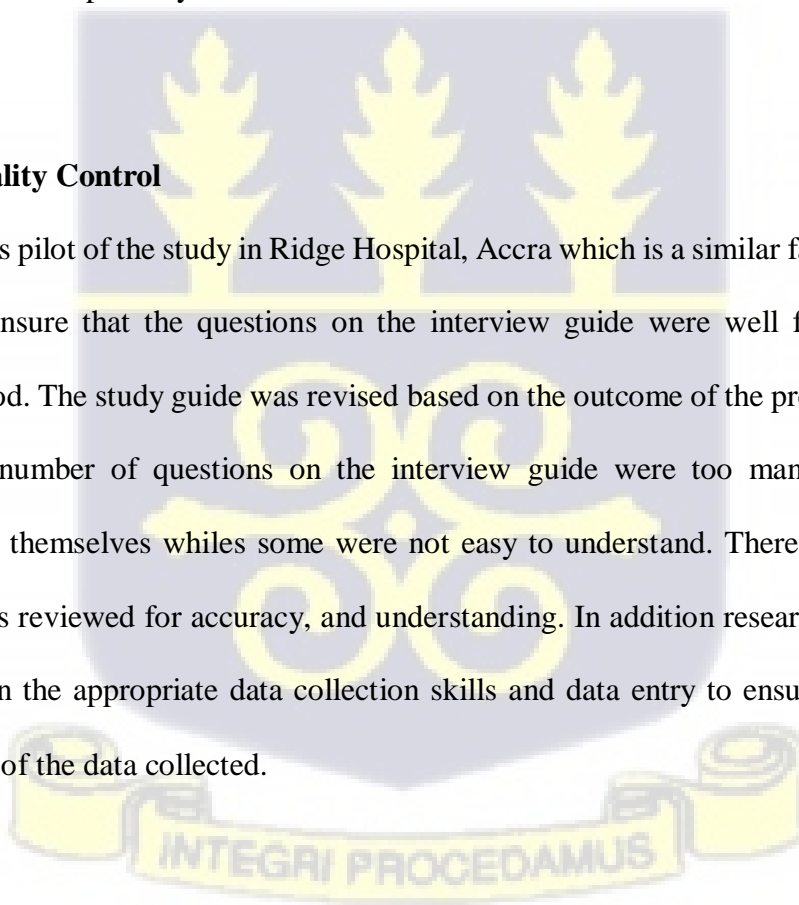 ality Control
s pilot of the study in Ridge Hospital, Accra which is a similar fa
nsure that the questions on the interview guide were well f
od. The study guide was revised based on the outcome of the pr
number of questions on the interview guide were too man
themselves whiles some were not easy to understand. There
s reviewed for accuracy, and understanding. In addition resear
n the appropriate data collection skills and data entry to ensu
of the data collected.
INTEGRI PROCEDAMUS